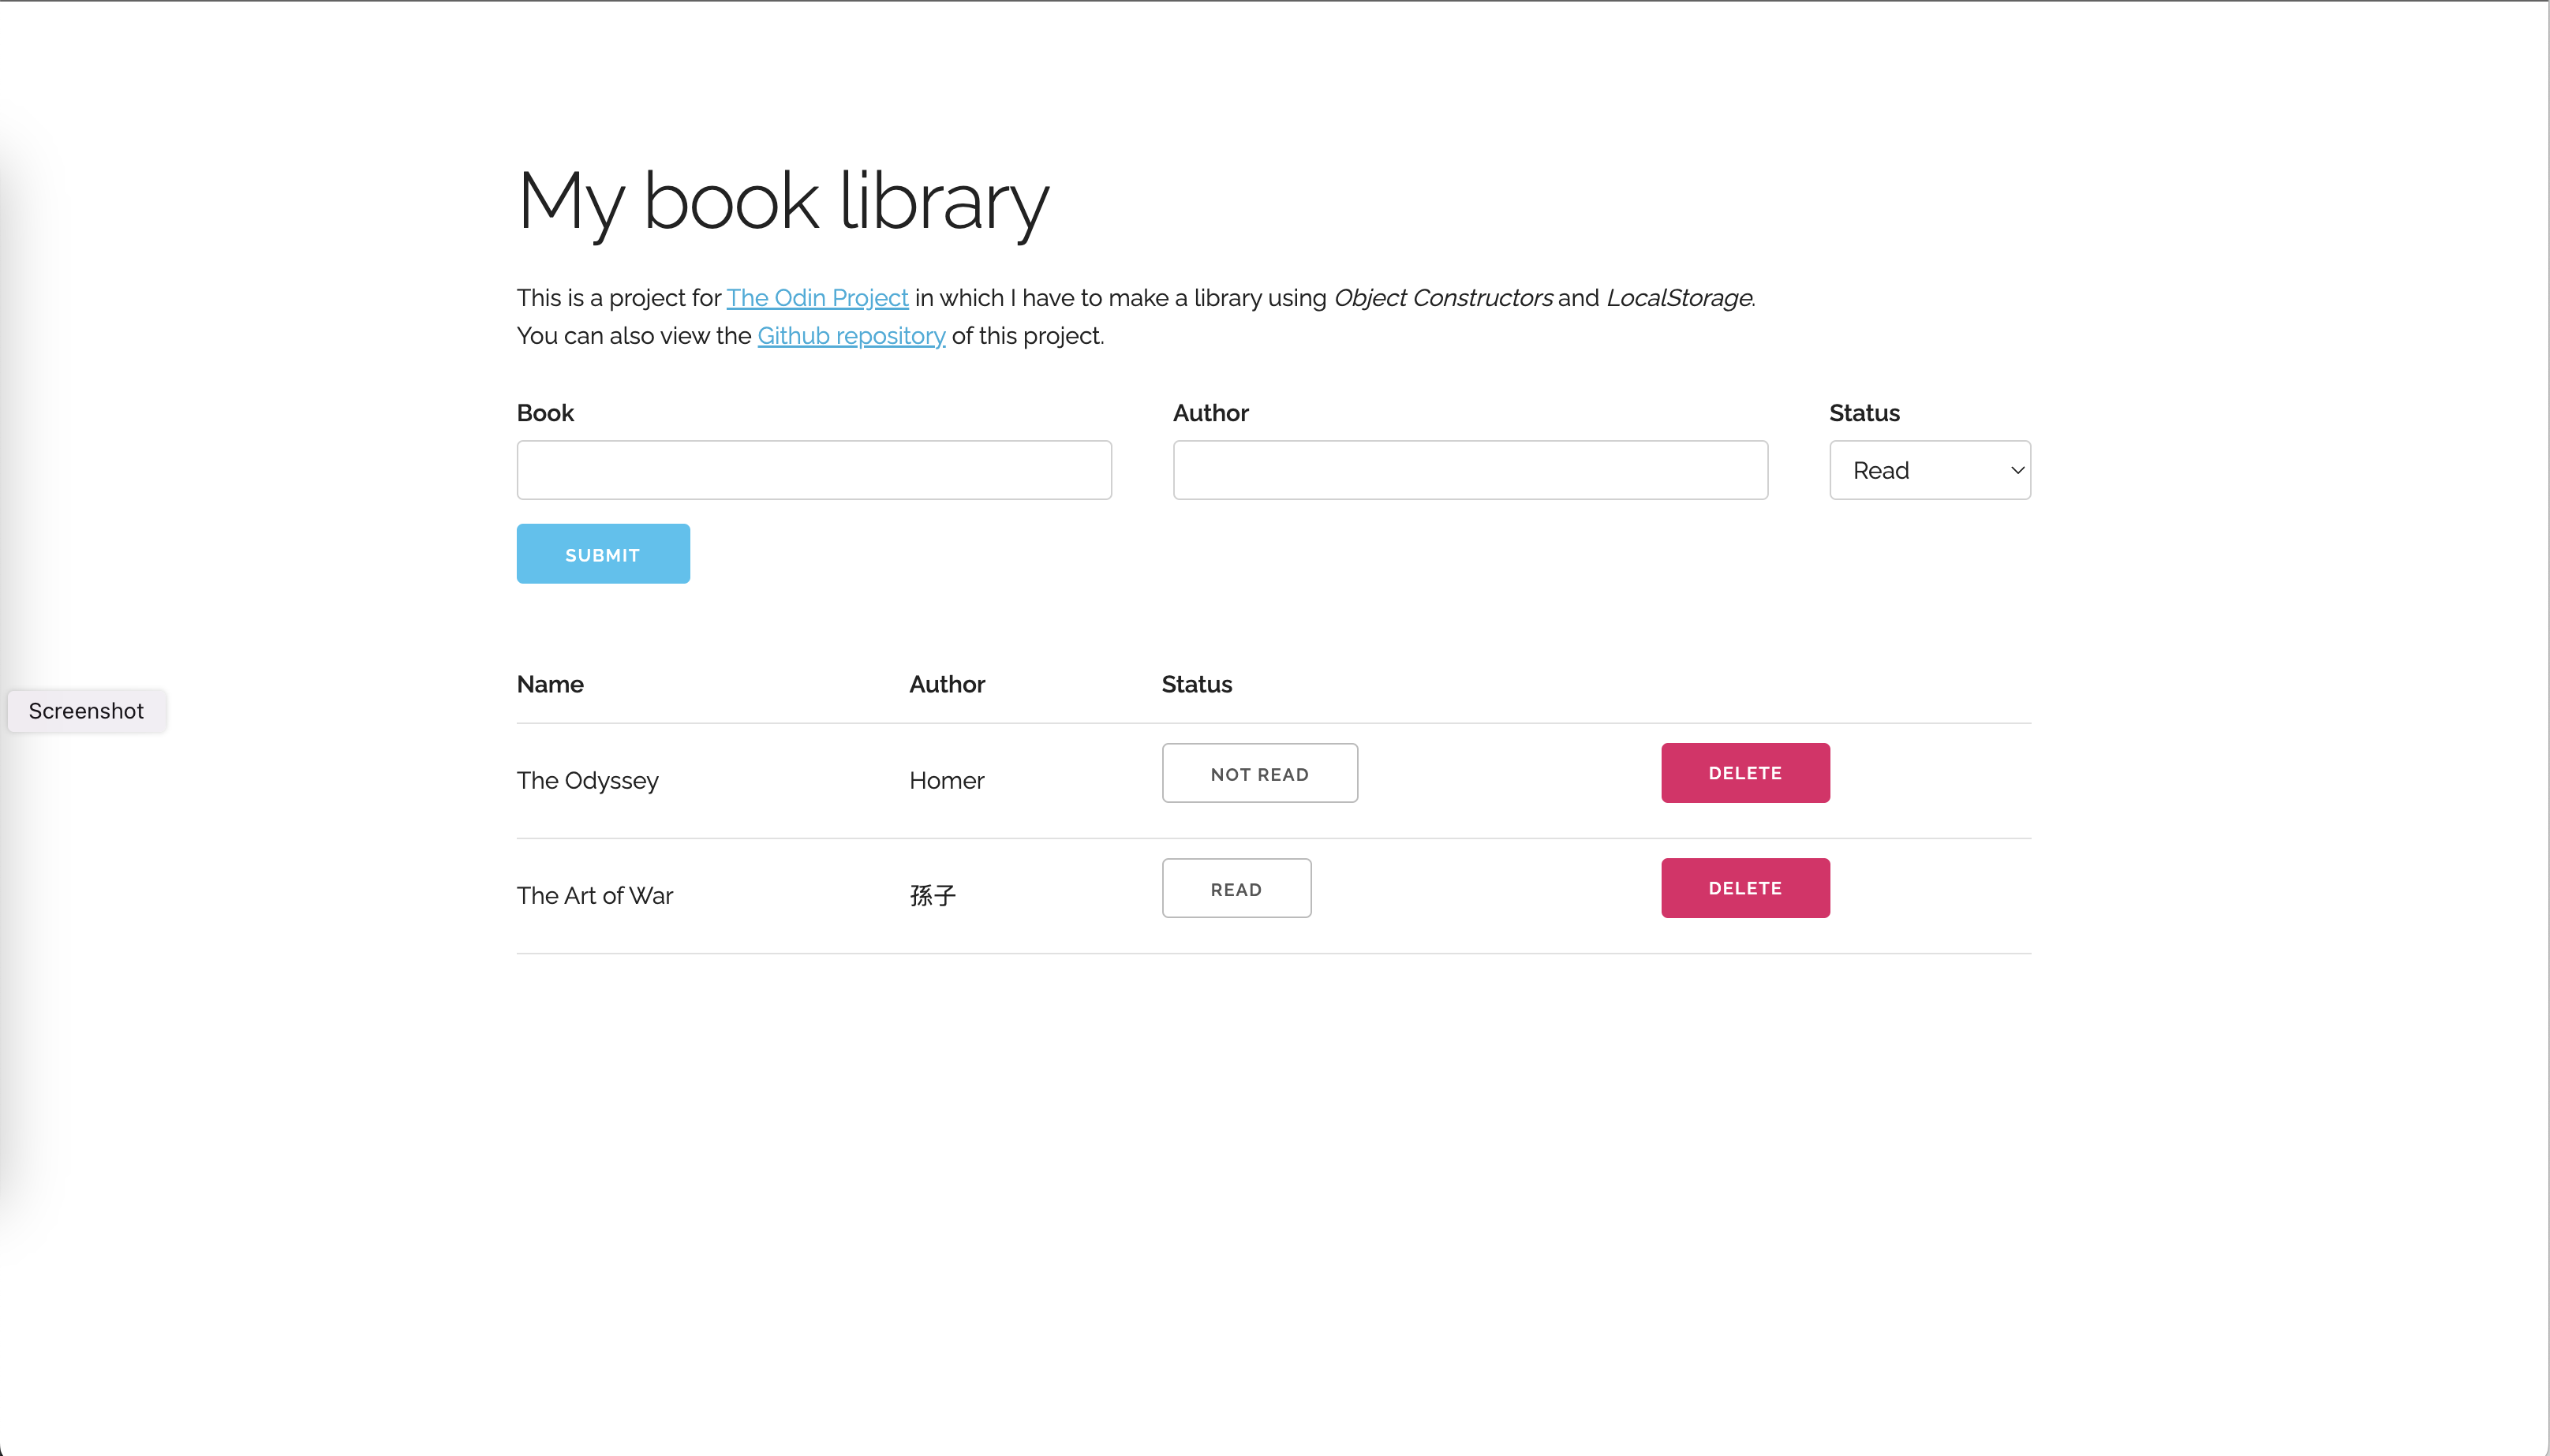 My book library
This is a project for The Odin Project in which I have to make a library using Object Constructors and LocalStorage.
You can also view the Github repository of this project.
Book Author Status
Read
SUBMIT
Name Author Status
Screenshot
The Odyssey Homer NOT READ DELETE
The Art of War 孫子 READ DELETE